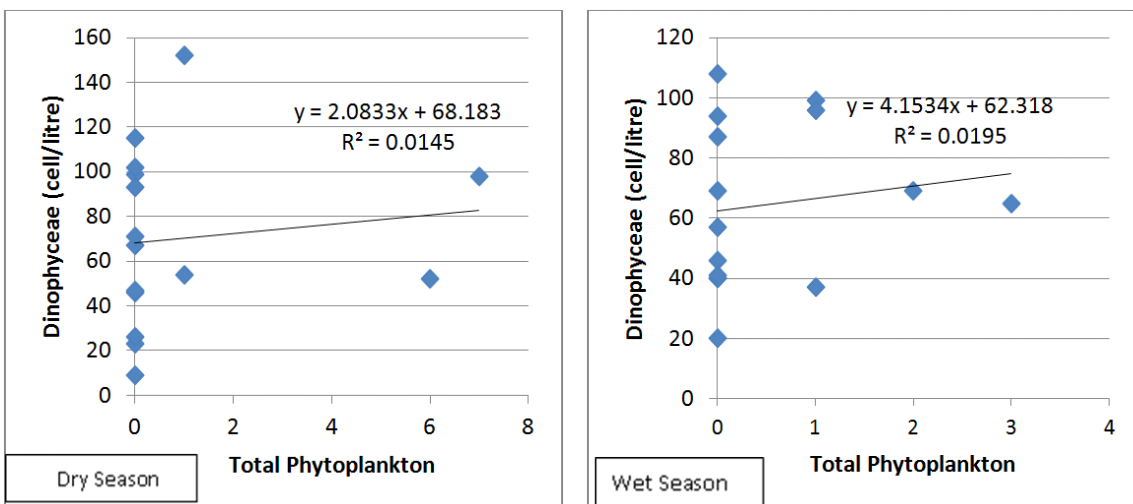 160
140
120
100
80
60
40
20
0
Dinophyceae (cell/litre)
y = 2.0833x + 68.183
R² = 0.0145
0 2 4 6 8
Total Phytoplankton
Dry Season
120
100
80
60
40
20
0
Dinophyceae (cell/litre)
y = 4.1534x + 62.318
R² = 0.0195
0 1 2 3 4
Total Phytoplankton
Wet Season